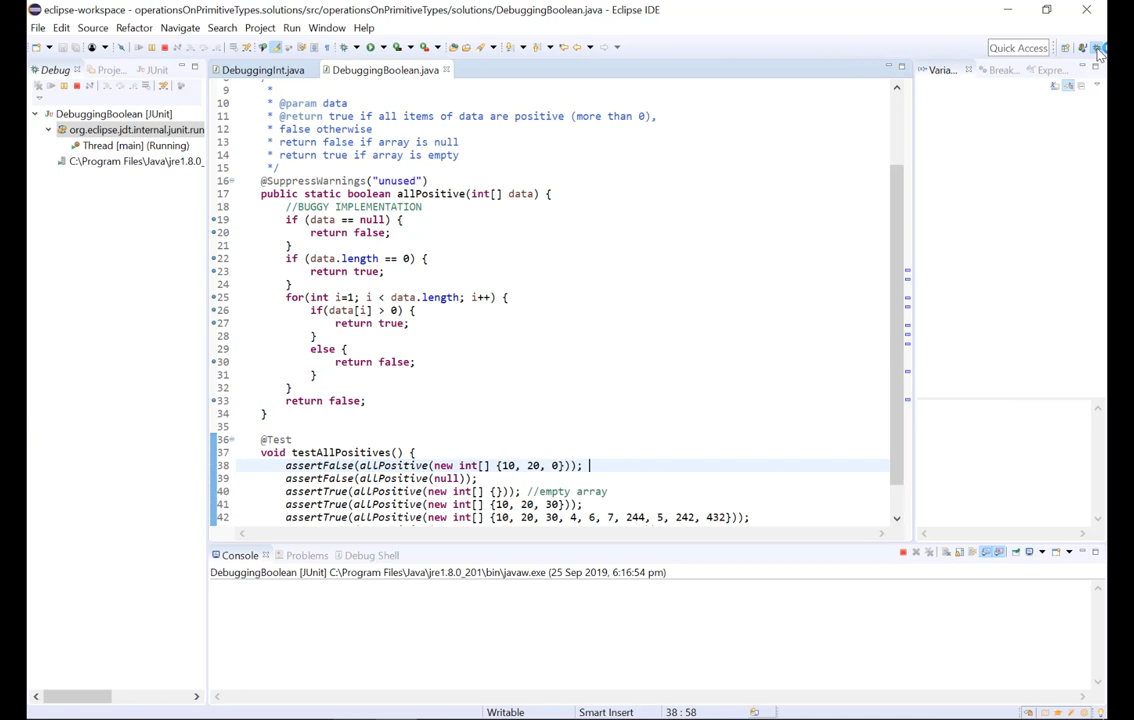 eclipse-workspace - operationsOnPrimitiveTypes.solutions/src/operationsOnPrimitiveTypes/solutions/DebuggingBoolean.java - Eclipse IDE
File Edit Source Refactor Navigate Search Project Run Window Help
Quick Access
Debug Proje... JUnit
DebuggingInt.java DebuggingBoolean.java
Varia... Break... Expre...
DebuggingBoolean [JUnit]
org.eclipse.jdt.internal.junit.run
Thread [main] (Running)
C:\Program Files\Java\jre1.8.0_
9 *
10 * @param data
11 * @return true if all items of data are positive (more than 0),
12 * false otherwise
13 * return false if array is null
14 * return true if array is empty
15 */
16 @SuppressWarnings("unused")
17 public static boolean allPositive(int[] data) {
18 //BUGGY IMPLEMENTATION
19 if (data == null) {
20 return false;
21 }
22 if (data.length == 0) {
23 return true;
24 }
25 for(int i=1; i < data.length; i++) {
26 if(data[i] > 0) {
27 return true;
28 }
29 else {
30 return false;
31 }
32 }
33 return false;
34 }
35
36 @Test
37 void testAllPositives() {
38 assertFalse(allPositive(new int[] {10, 20, 0}));
39 assertFalse(allPositive(null));
40 assertTrue(allPositive(new int[] {})); //empty array
41 assertTrue(allPositive(new int[] {10, 20, 30}));
42 assertTrue(allPositive(new int[] {10, 20, 30, 4, 6, 7, 244, 5, 242, 432}));
Console Problems Debug Shell
DebuggingBoolean [JUnit] C:\Program Files\Java\jre1.8.0_201\bin\javaw.exe (25 Sep 2019, 6:16:54 pm)
Writable Smart Insert 38 : 58